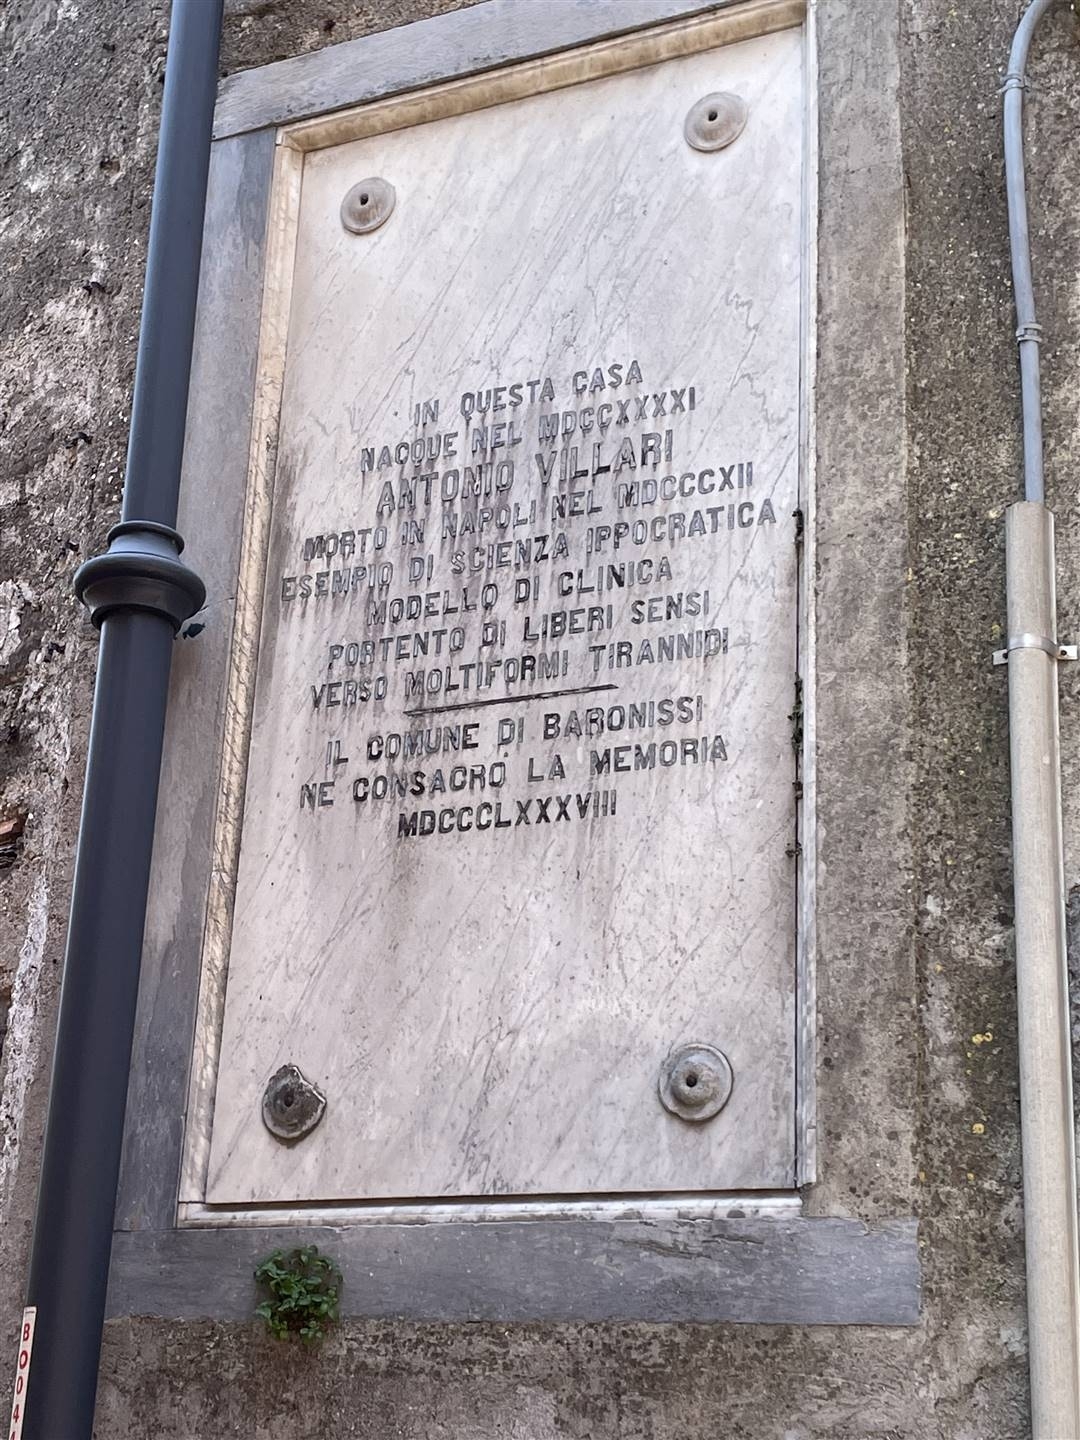 IN QUESTA CASA
NACQUE NEL MDCCXXXXI
ANTONIO VILLARI
MORTO IN NAPOLI NEL MDCCCXII
ESEMPIO DI SCIENZA IPPOCRATICA
MODELLO DI CLINICA
PORTENTO DI LIBERI SENSI
VERSO MOLTIFORMI TIRANNIDI
IL COMUNE DI BARONISSI
NE CONSACRÒ LA MEMORIA
MDCCCLXXXVIII
B041